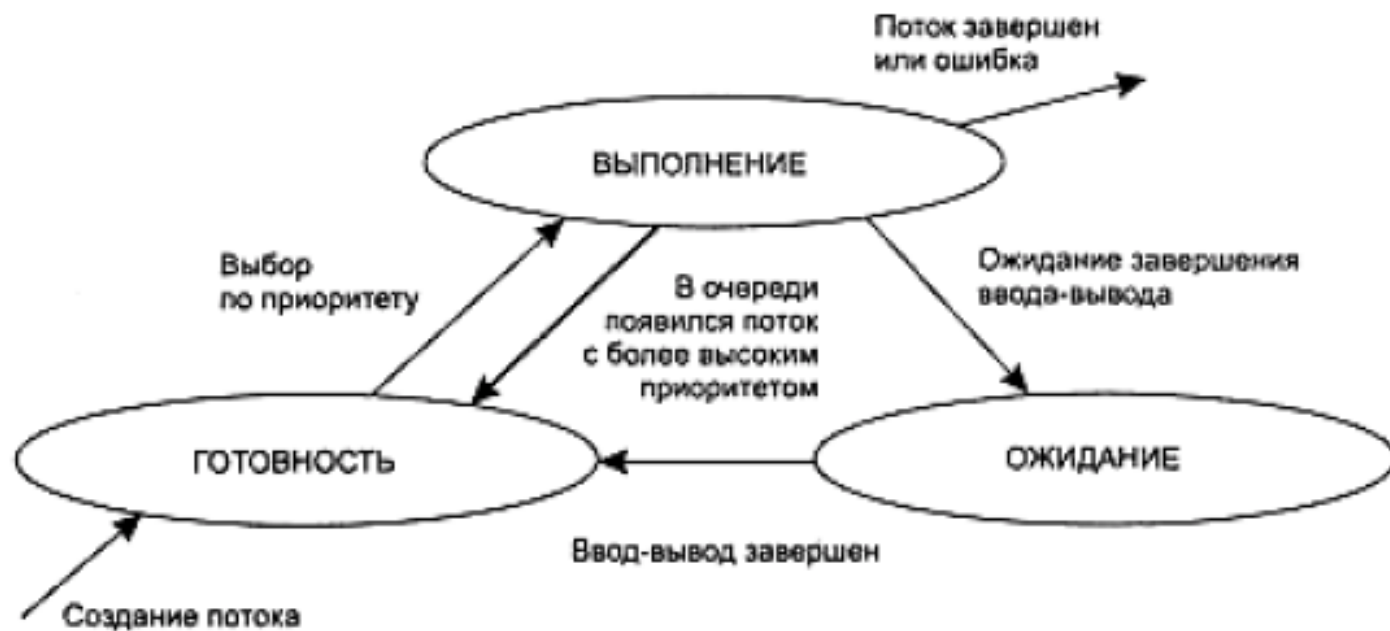 Поток завершен
или ошибка
ВЫПОЛНЕНИЕ
Выбор
по приоритету
В очереди
появился поток
с более высоким
приоритетом
Ожидание завершения
ввода-вывода
ГОТОВНОСТЬ
ОЖИДАНИЕ
Ввод-вывод завершен
Создание потока